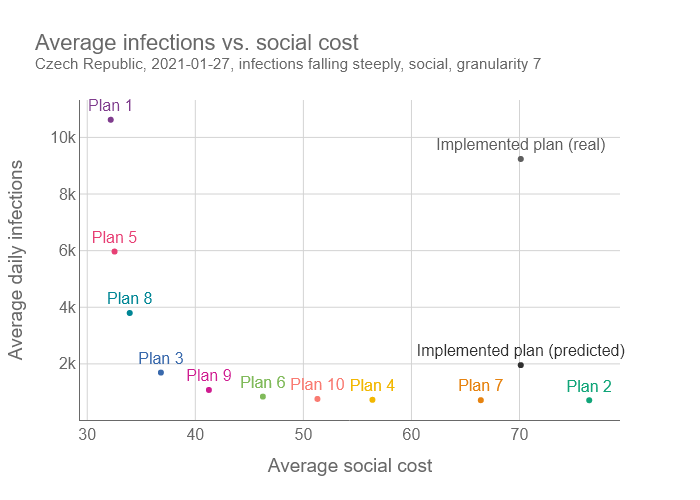 Average infections vs. social cost
Czech Republic, 2021-01-27, infections falling steeply, social, granularity 7
Plan 1
10k
Implemented plan (real)
8k
Plan 5
6k
Plan 8
4k
Implemented plan (predicted)
Plan 3
2k
Plan 9
Plan 6
Plan 10
Plan 4
Plan 7
Plan 2
30
40
50
60
70
Average social cost
Average daily infections